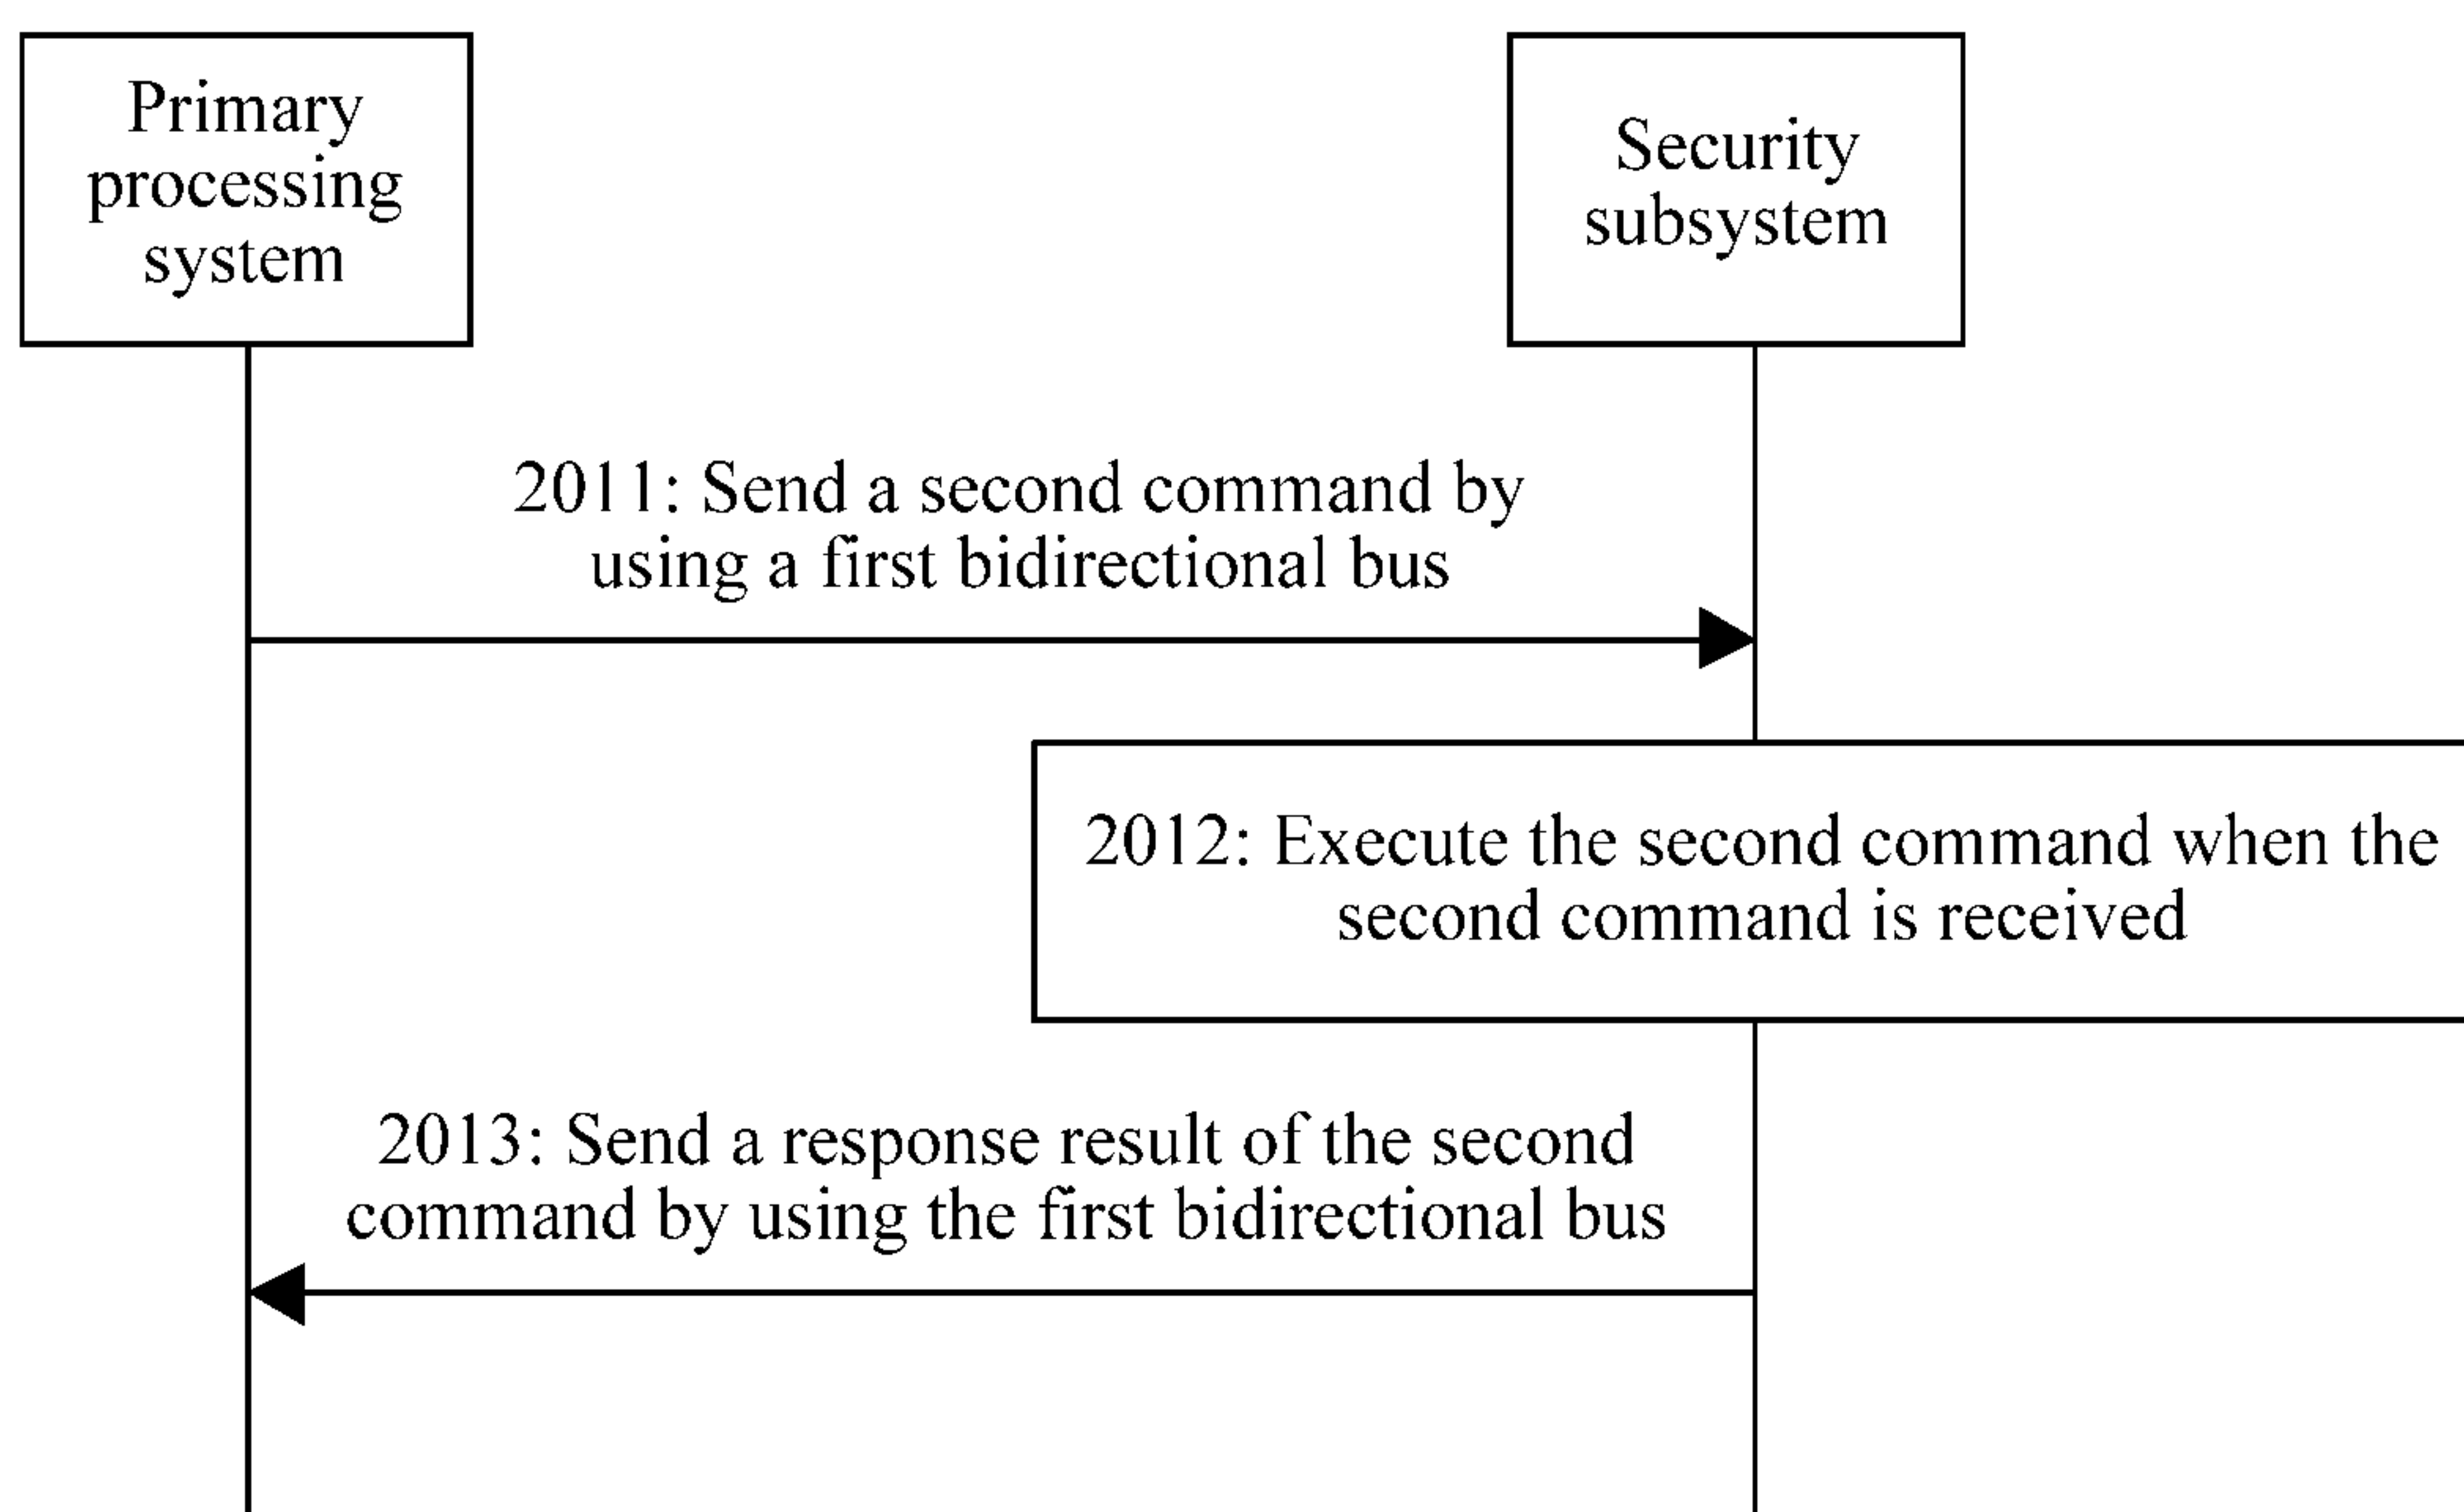 Primary
processing
system
Security
subsystem
2011: Send a second command by
using a first bidirectional bus
2012: Execute the second command when the
second command is received
2013: Send a response result of the second
command by using the first bidirectional bus